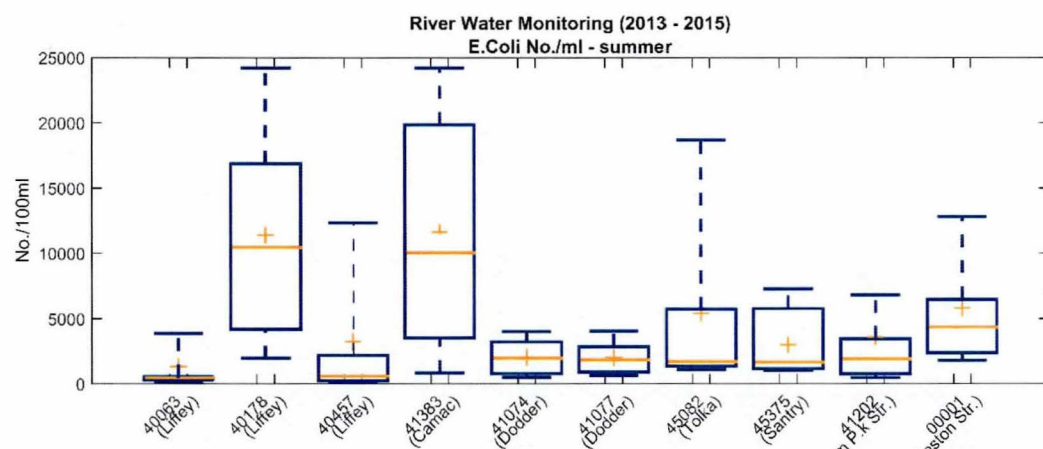 River Water Monitoring (2013 - 2015)
E.Coli No./ml - summer
25000
20000
15000
10000
5000
0
No./100ml
40063
(Liffey)
40178
(Liffey)
40457
(Liffey)
41383
(Camac)
41074
(Dodder)
41077
(Dodder)
45082
(Tolka)
45375
(Santry)
41202
P.k Str.)
00001
Str.)